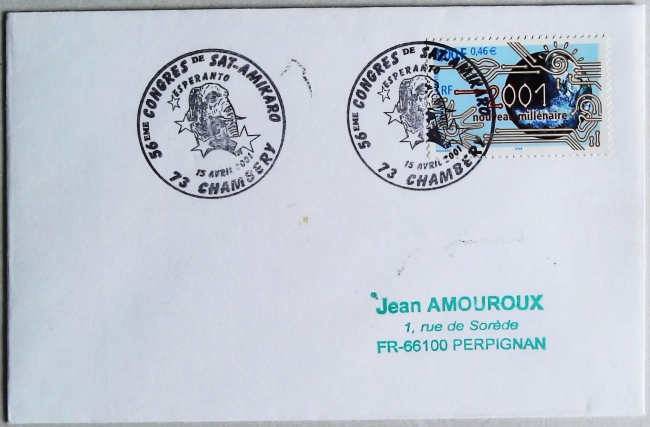 56EME CONGRES DE SAT-AMIKARO
ESPERANTO
15 AVRIL 2001
73 CHAMBERY
56EME CONGRES DE SAT-AMIKARO
ESPERANTO
15 AVRIL 2001
73 CHAMBERY
0,46 €
RF
2001
nouveau millénaire
Jean AMOUROUX
1, rue de Sorède
FR-66100 PERPIGNAN